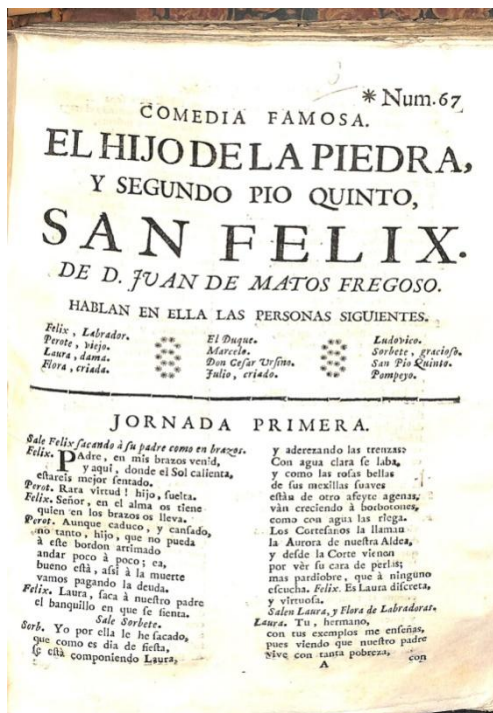 * Num. 67
COMEDIA FAMOSA.
EL HIJO DE LA PIEDRA,
Y SEGUNDO PIO QUINTO,
SAN FELIX.
DE D. JUAN DE MATOS FREGOSO.
HABLAN EN ELLA LAS PERSONAS SIGUIENTES.
Felix, Labrador.
Perote, viejo.
Laura, dama.
Flora, criada.
El Duque.
Marcelo.
Don Cesar Ursino.
Julio, criado.
Ludovico.
Sorbete, gracioso.
San Pio Quinto.
Pompeyo.
JORNADA PRIMERA.
Sale Felix sacando à su padre como en brazos.
Felix. PAdre, en mis brazos venid,
y aqui, donde el Sol calienta,
estareis mejor sentado.
Perot. Rara virtud! hijo, suelta.
Felix. Señor, en el alma os tiene
quien en los brazos os lleva.
Perot. Aunque caduco, y cansado,
no tanto, hijo, que no pueda
à este bordon arrimado
andar poco à poco; ea,
bueno està, assi à la muerte
vamos pagando la deuda.
Felix. Laura, saca à nuestro padre
el banquillo en que se sienta.
Sale Sorbete.
Sorb. Yo por ella le he sacado,
que como es dia de fiesta,
se està componiendo Laura,
y aderezando las trenzas:
Con agua clara se laba,
y como las rosas bellas
de sus mexillas suaves
estàn de otro afeyte agenas,
vàn creciendo à borbotones,
como con agua las riega.
Los Cortesanos la llaman
la Aurora de nuestra Aldea,
y desde la Corte vienen
por vèr su cara de perlas;
mas pardiobre, que à ninguno
escucha. Felix. Es Laura discreta,
y virtuosa.
Salen Laura, y Flora de Labradoras.
Laura. Tu, hermano,
con tus exemplos me enseñas,
pues viendo que nuestro padre
vive con tanta pobreza,
A
con